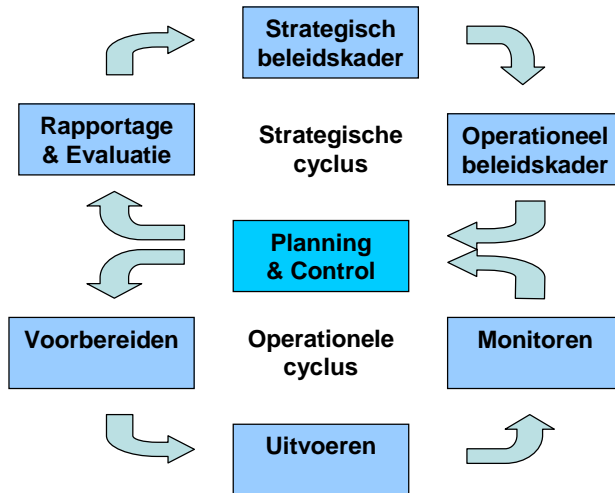 Strategisch
beleidskader
Rapportage
& Evaluatie
Strategische
cyclus
Operationeel
beleidskader
Planning
& Control
Voorbereiden
Operationele
cyclus
Monitoren
Uitvoeren